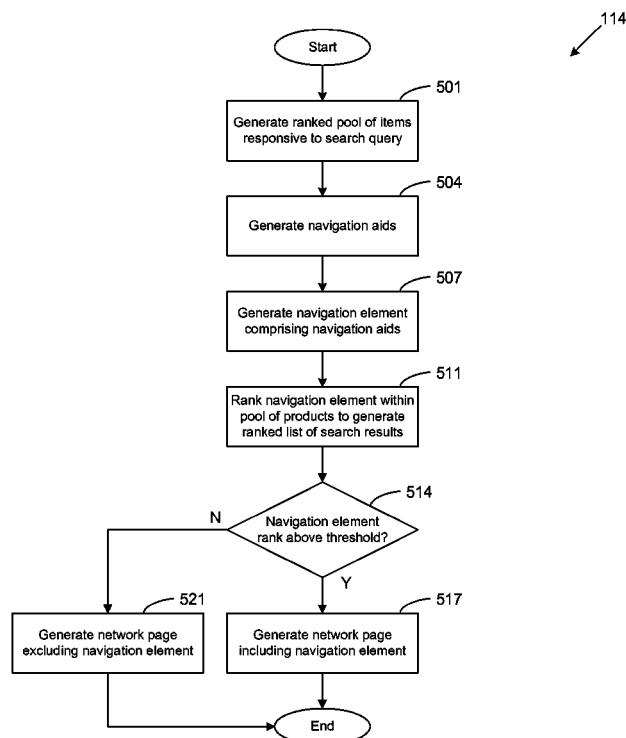 114
Start
501
Generate ranked pool of items
responsive to search query
504
Generate navigation aids
507
Generate navigation element
comprising navigation aids
511
Rank navigation element within
pool of products to generate
ranked list of search results
514
N
Navigation element
rank above threshold?
Y
521
517
Generate network page
excluding navigation element
Generate network page
including navigation element
End